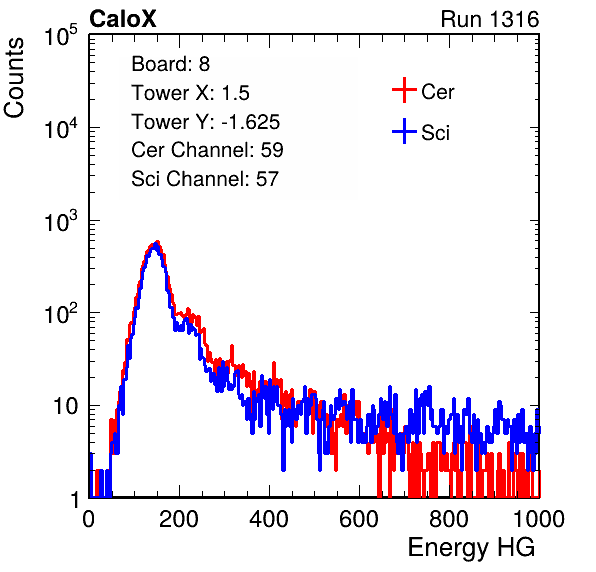 CaloX Run 1316
Counts
10^5
10^4
10^3
10^2
10
1
Board: 8
Tower X: 1.5
Tower Y: -1.625
Cer Channel: 59
Sci Channel: 57
Cer
Sci
0 200 400 600 800 1000
Energy HG